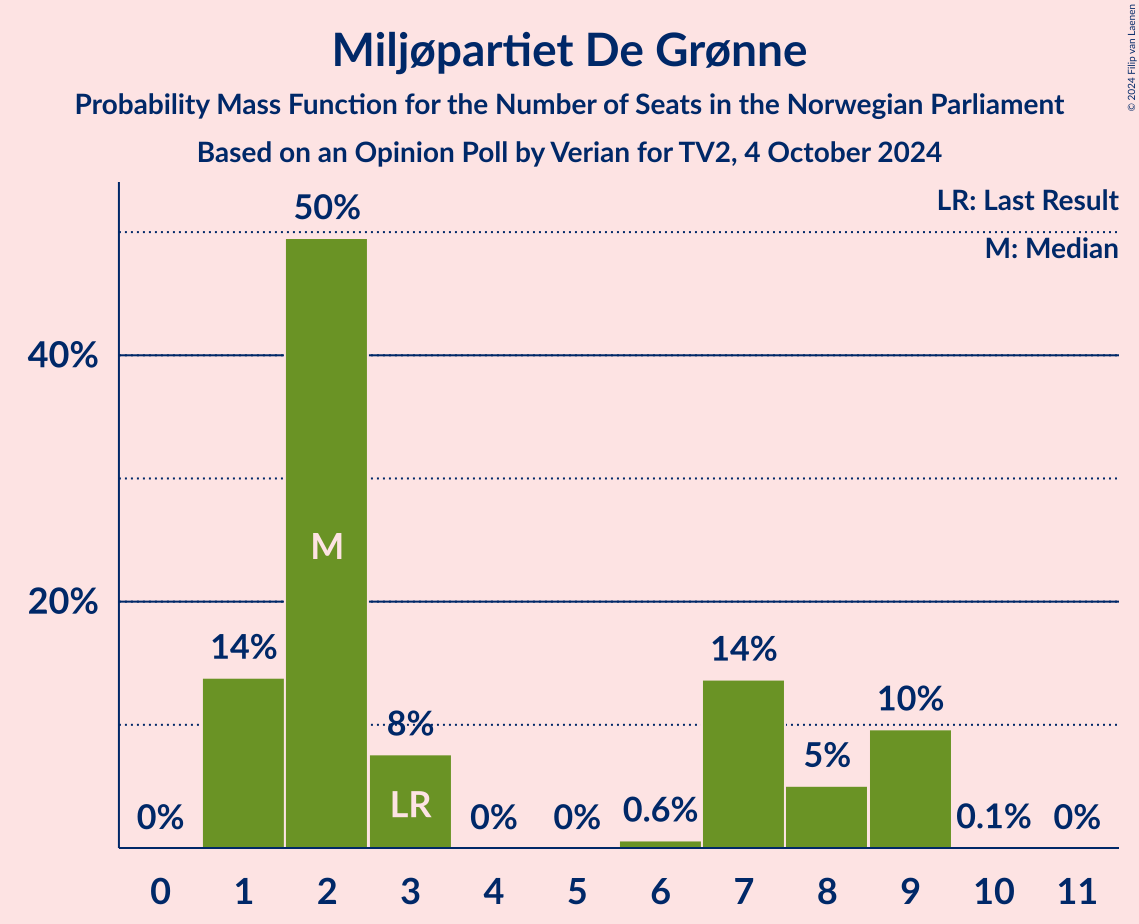 Miljøpartiet De Grønne
Probability Mass Function for the Number of Seats in the Norwegian Parliament
Based on an Opinion Poll by Verian for TV2, 4 October 2024
© 2024 Filip van Laenen
LR: Last Result
M: Median
50%
40%
20%
M
14%
14%
8%
10%
5%
LR
0%
0%
0%
0.6%
0.1%
0%
0 1 2 3 4 5 6 7 8 9 10 11